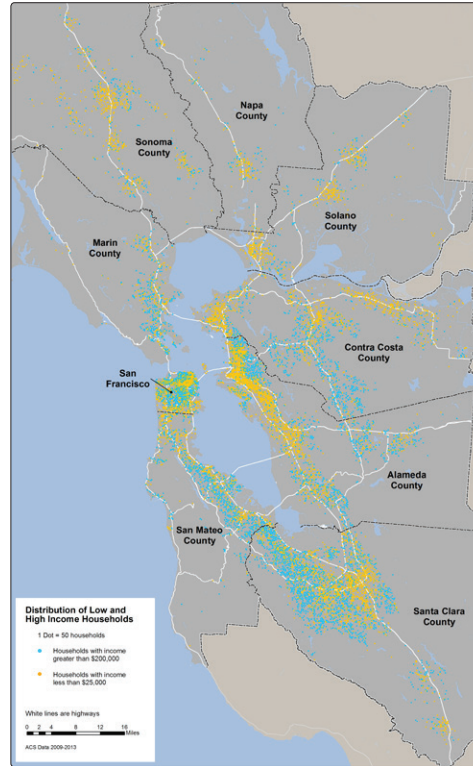 Napa
County
Sonoma
County
Solano
County
Marin
County
Contra Costa
County
San
Francisco
Alameda
County
San Mateo
County
Santa Clara
County
Distribution of Low and
High Income Households
1 Dot = 50 households
Households with income
greater than $200,000
Households with income
less than $25,000
White lines are highways
0 2 4 8 12 16
Miles
ACS Data 2009-2013